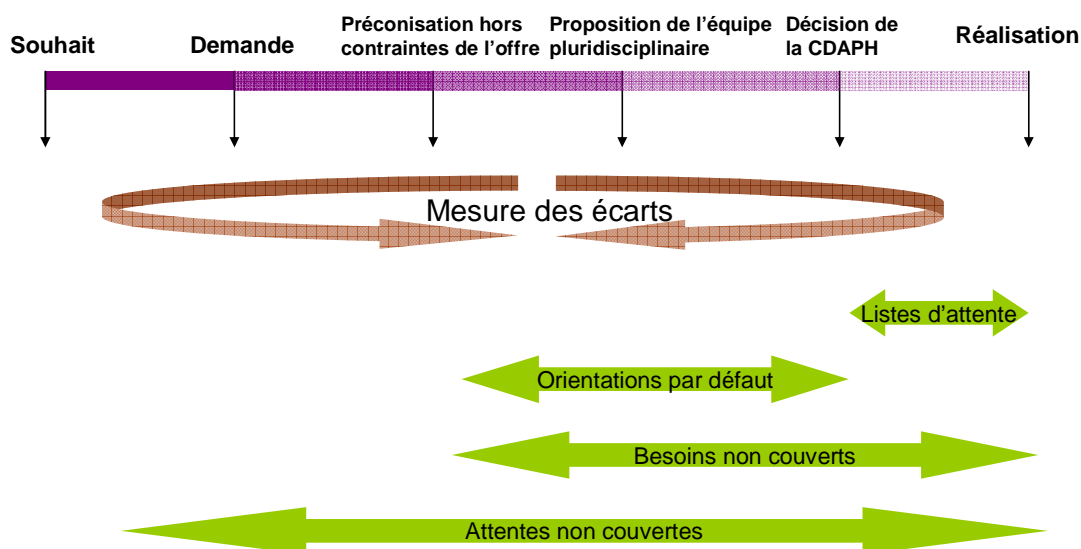 Souhait
Demande
Préconisation hors
contraintes de l’offre
Proposition de l’équipe
pluridisciplinaire
Décision de
la CDAPH
Réalisation
Mesure des écarts
Listes d’attente
Orientations par défaut
Besoins non couverts
Attentes non couvertes